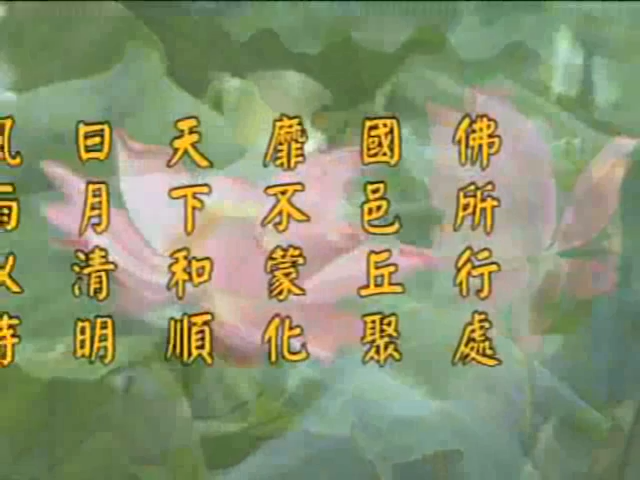 佛所行處
國邑丘聚
靡不蒙化
天下和順
日月清明
風雨以時